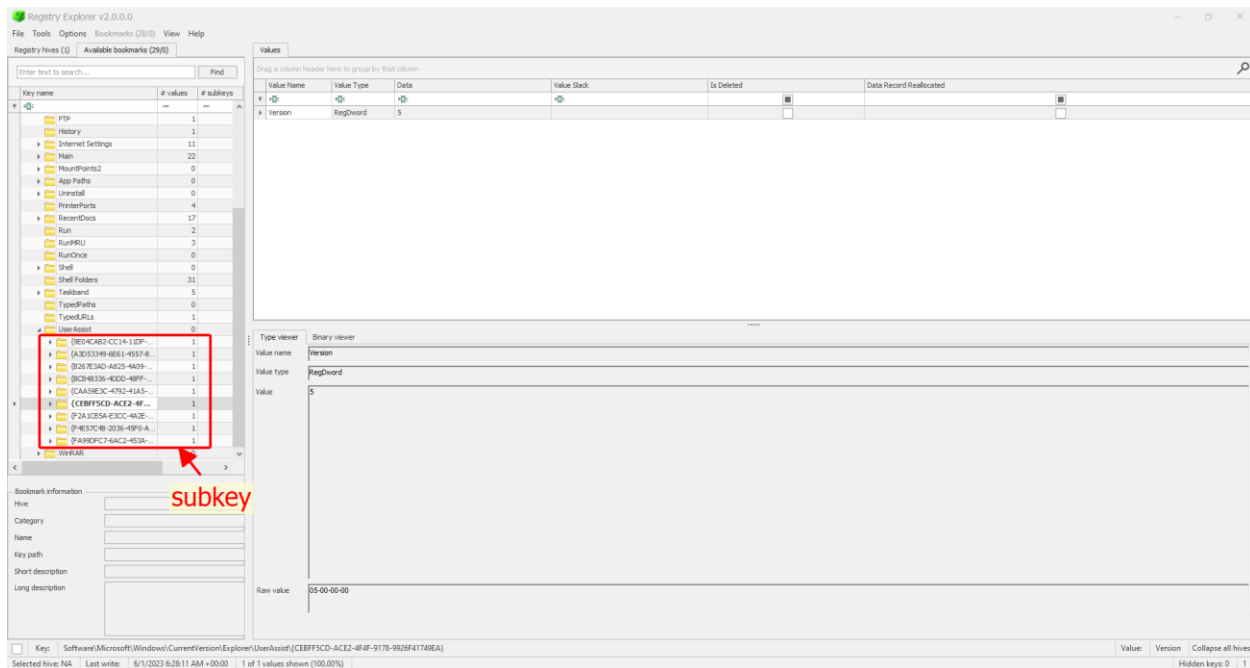 Registry Explorer v2.0.0.0
File Tools Options Bookmarks (28/0) View Help
Registry hives (1) Available bookmarks (29/0)
Enter text to search... Find
Key name # values # subkeys
FTP 1
History 1
Internet Settings 11
Main 22
MountPoints2 0
App Paths 0
Uninstall 0
PrinterPorts 4
RecentDocs 17
Run 2
RunMRU 3
RunOnce 0
Shell 0
Shell Folders 31
Taskband 5
TypedPaths 0
TypedURLs 1
UserAssist 0
{9E04CAB2-CC14-11DF-... 1
{A3D53349-6E61-4557-8... 1
{B267E3AD-A825-4A09-... 1
{BCB48336-4DDD-48FF-... 1
{CAA59E3C-4792-41A5-... 1
{CEBFF5CD-ACE2-4F... 1
{F2A1CB5A-E3CC-4A2E-... 1
{F4E57C4B-2036-45F0-A... 1
{FA99DFC7-6AC2-453A-... 1
WinRAR
subkey
Bookmark information
Hive
Category
Name
Key path
Short description
Long description
Values
Drag a column header here to group by that column
Value Name Value Type Data Value Slack Is Deleted Data Record Reallocated
Version RegDword 5
Type viewer Binary viewer
Value name Version
Value type RegDword
Value 5
Raw value 05-00-00-00
Key: Software\Microsoft\Windows\CurrentVersion\Explorer\UserAssist\{CEBFF5CD-ACE2-4F4F-9178-9926F41749EA} Value: Version Collapse all hives
Selected hive: NA Last write: 6/1/2023 6:28:11 AM +00:00 1 of 1 values shown (100.00%) Hidden keys: 0 1